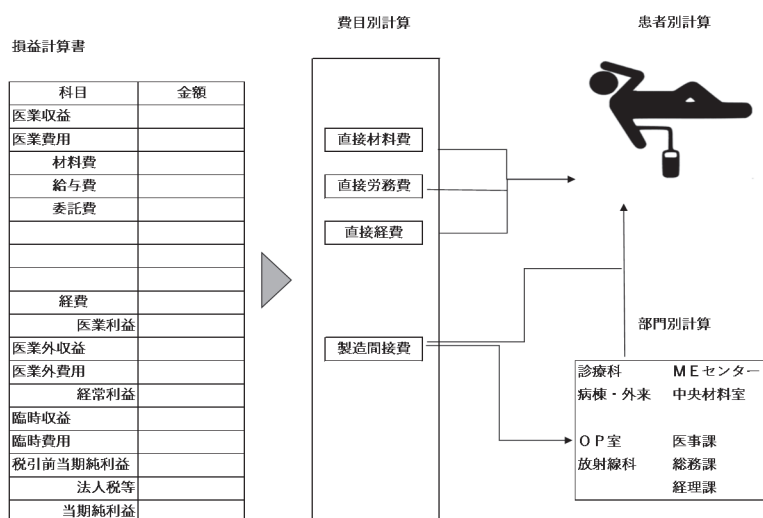 損益計算書
科目 金額
医業収益
医業費用
材料費
給与費
委託費
経費
医業利益
医業外収益
医業外費用
経常利益
臨時収益
臨時費用
税引前当期純利益
法人税等
当期純利益
費目別計算
直接材料費
直接労務費
直接経費
製造間接費
患者別計算
部門別計算
診療科 MEセンター
病棟・外来 中央材料室
OP室 医事課
放射線科 総務課
経理課